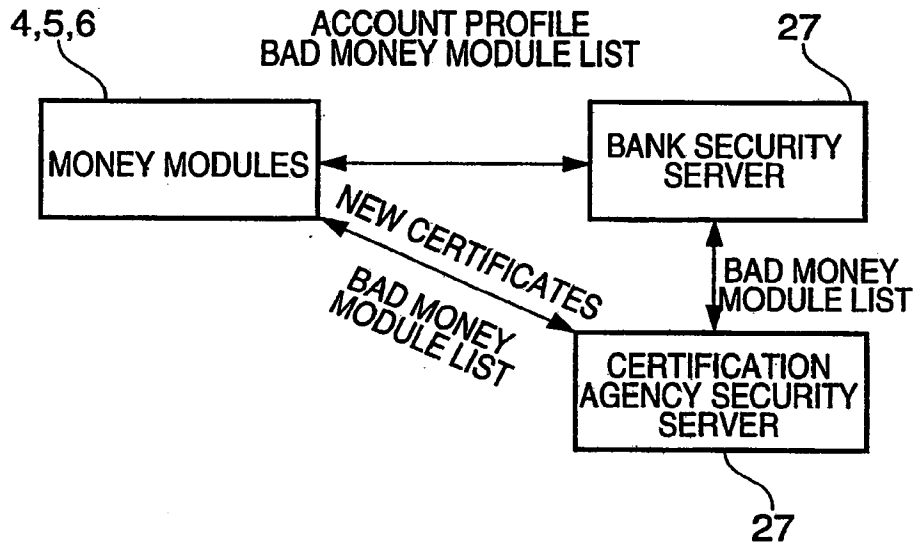 4,5,6
ACCOUNT PROFILE
BAD MONEY MODULE LIST
27
MONEY MODULES
BANK SECURITY
SERVER
NEW CERTIFICATES
BAD MONEY
MODULE LIST
BAD MONEY
MODULE LIST
CERTIFICATION
AGENCY SECURITY
SERVER
27